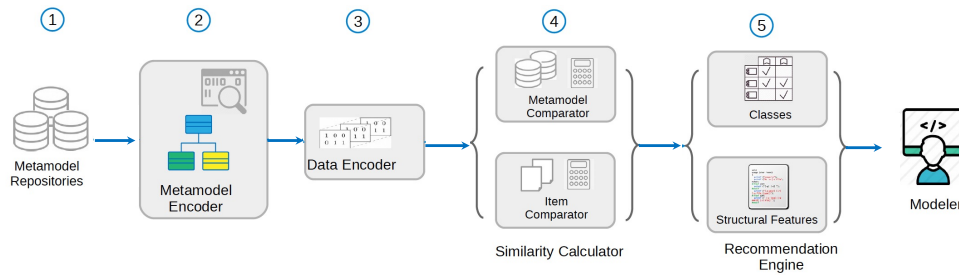 1
2
3
4
5
Metamodel
Repositories
Metamodel
Encoder
Data Encoder
Metamodel
Comparator
Item
Comparator
Similarity Calculator
Classes
Structural Features
Recommendation
Engine
</>
Modeler